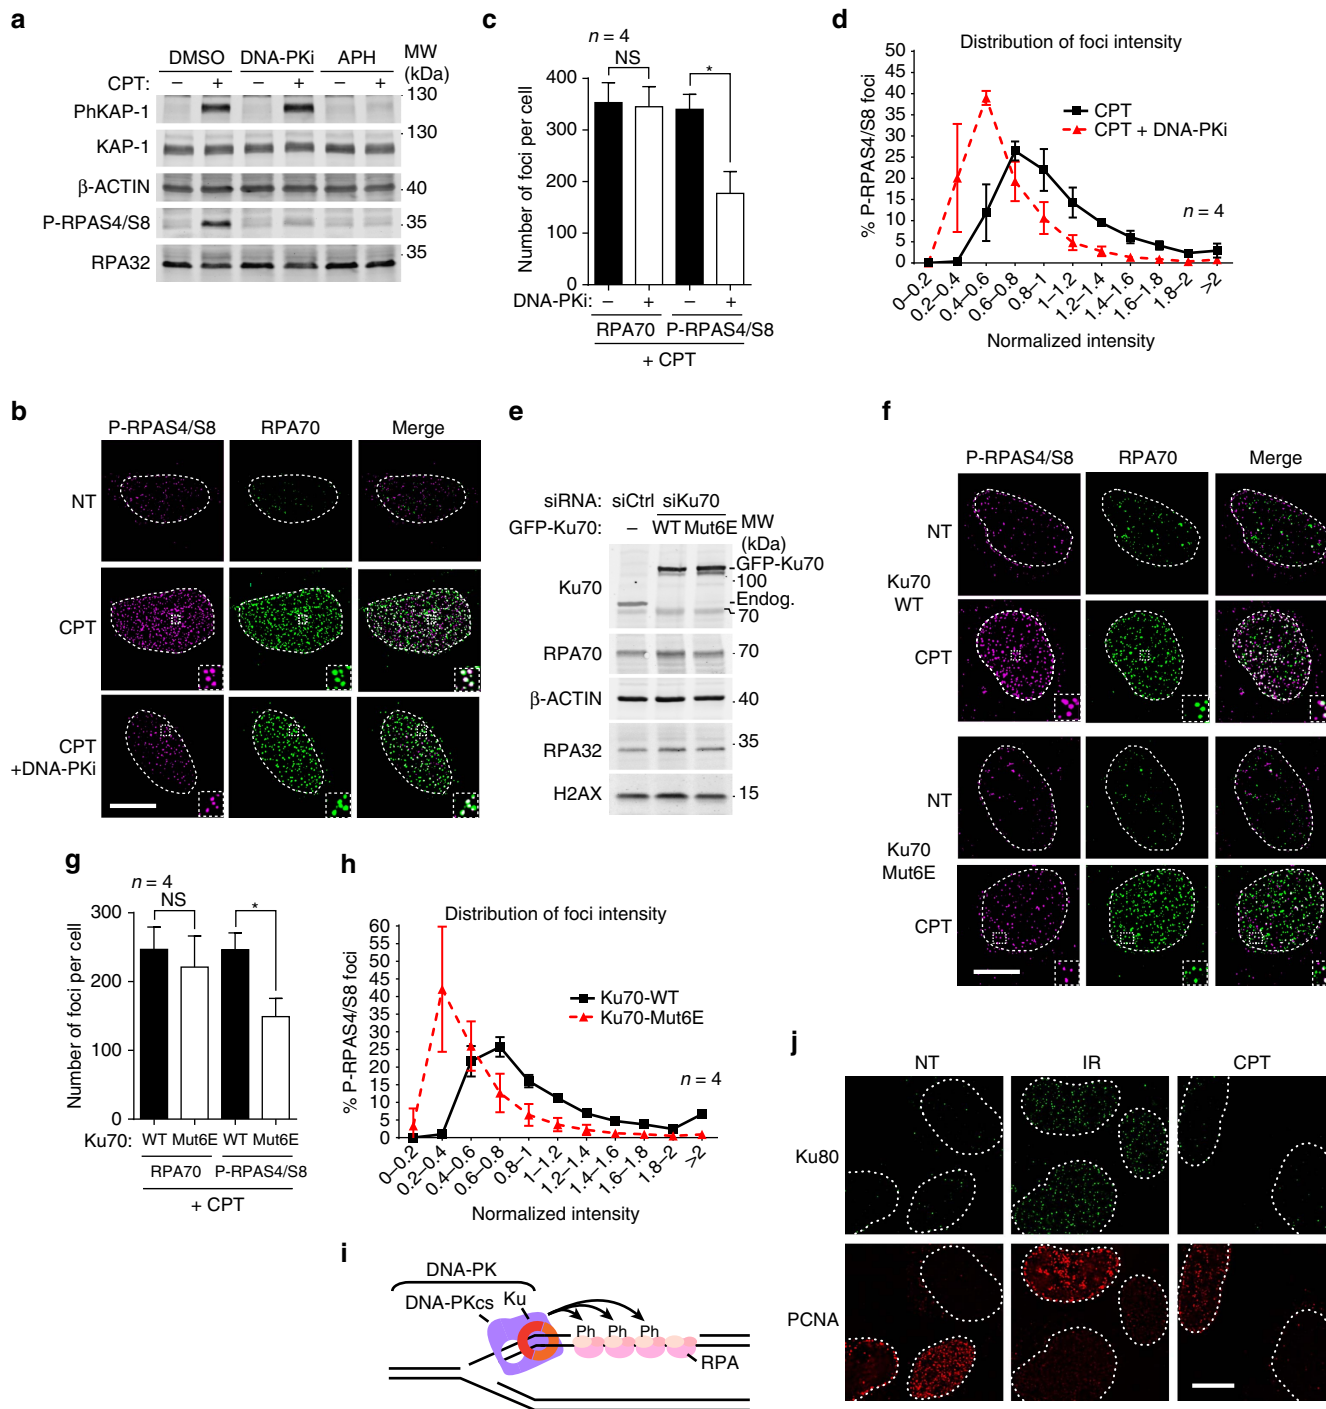 a
DMSO DNA-PKi APH MW (kDa)
CPT: – + – + – +
PhKAP-1 130
KAP-1 130
β-ACTIN 40
P-RPAS4/S8 35
RPA32 35
b
P-RPAS4/S8 RPA70 Merge
NT
CPT
CPT +DNA-PKi
c
n = 4
NS *
Number of foci per cell
400
300
200
100
0
DNA-PKi: – + – +
RPA70 P-RPAS4/S8
+ CPT
d
Distribution of foci intensity
% P-RPAS4/S8 foci
50
45
40
35
30
25
20
15
10
5
0
CPT
CPT + DNA-PKi
n = 4
0–0.2 0.2–0.4 0.4–0.6 0.6–0.8 0.8–1 1–1.2 1.2–1.4 1.4–1.6 1.6–1.8 1.8–2 >2
Normalized intensity
e
siRNA: siCtrl siKu70
GFP-Ku70: – WT Mut6E MW (kDa)
Ku70
GFP-Ku70
100
Endog.
70
RPA70 70
β-ACTIN 40
RPA32 35
H2AX 15
f
P-RPAS4/S8 RPA70 Merge
NT
Ku70 WT
CPT
NT
Ku70 Mut6E
CPT
g
n = 4
NS *
Number of foci per cell
300
200
100
0
Ku70: WT Mut6E WT Mut6E
RPA70 P-RPAS4/S8
+ CPT
h
Distribution of foci intensity
% P-RPAS4/S8 foci
60
55
50
45
40
35
30
25
20
15
10
5
0
Ku70-WT
Ku70-Mut6E
n = 4
0–0.2 0.2–0.4 0.4–0.6 0.6–0.8 0.8–1 1–1.2 1.2–1.4 1.4–1.6 1.6–1.8 1.8–2 >2
Normalized intensity
i
DNA-PK
DNA-PKcs Ku
Ph Ph Ph
RPA
j
NT IR CPT
Ku80
PCNA